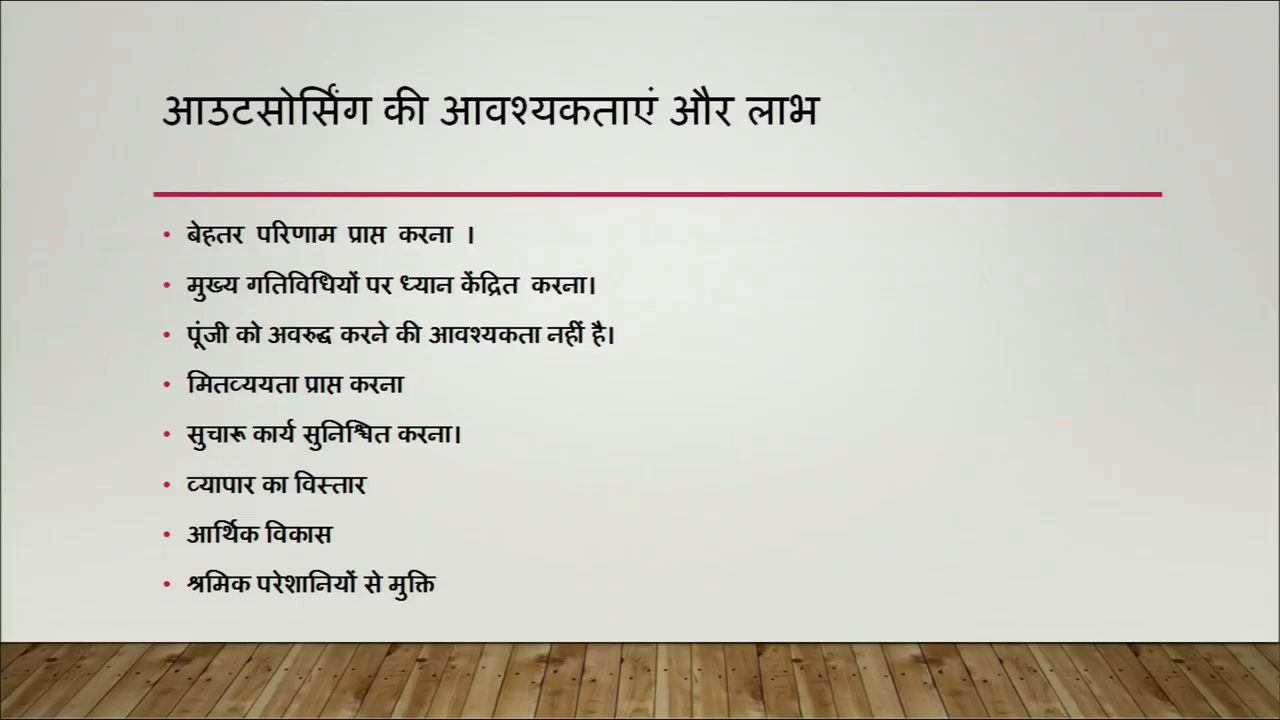 आउटसोर्सिंग की आवश्यकताएं और लाभ
• बेहतर परिणाम प्राप्त करना ।
• मुख्य गतिविधियों पर ध्यान केंद्रित करना।
• पूंजी को अवरुद्ध करने की आवश्यकता नहीं है।
• मितव्ययता प्राप्त करना
• सुचारू कार्य सुनिश्चित करना।
• व्यापार का विस्तार
• आर्थिक विकास
• श्रमिक परेशानियों से मुक्ति